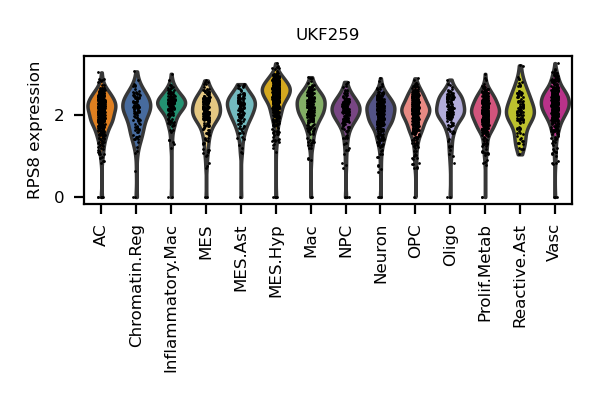 UKF259
RPS8 expression
2
0
AC
Chromatin.Reg
Inflammatory.Mac
MES
MES.Ast
MES.Hyp
Mac
NPC
Neuron
OPC
Oligo
Prolif.Metab
Reactive.Ast
Vasc